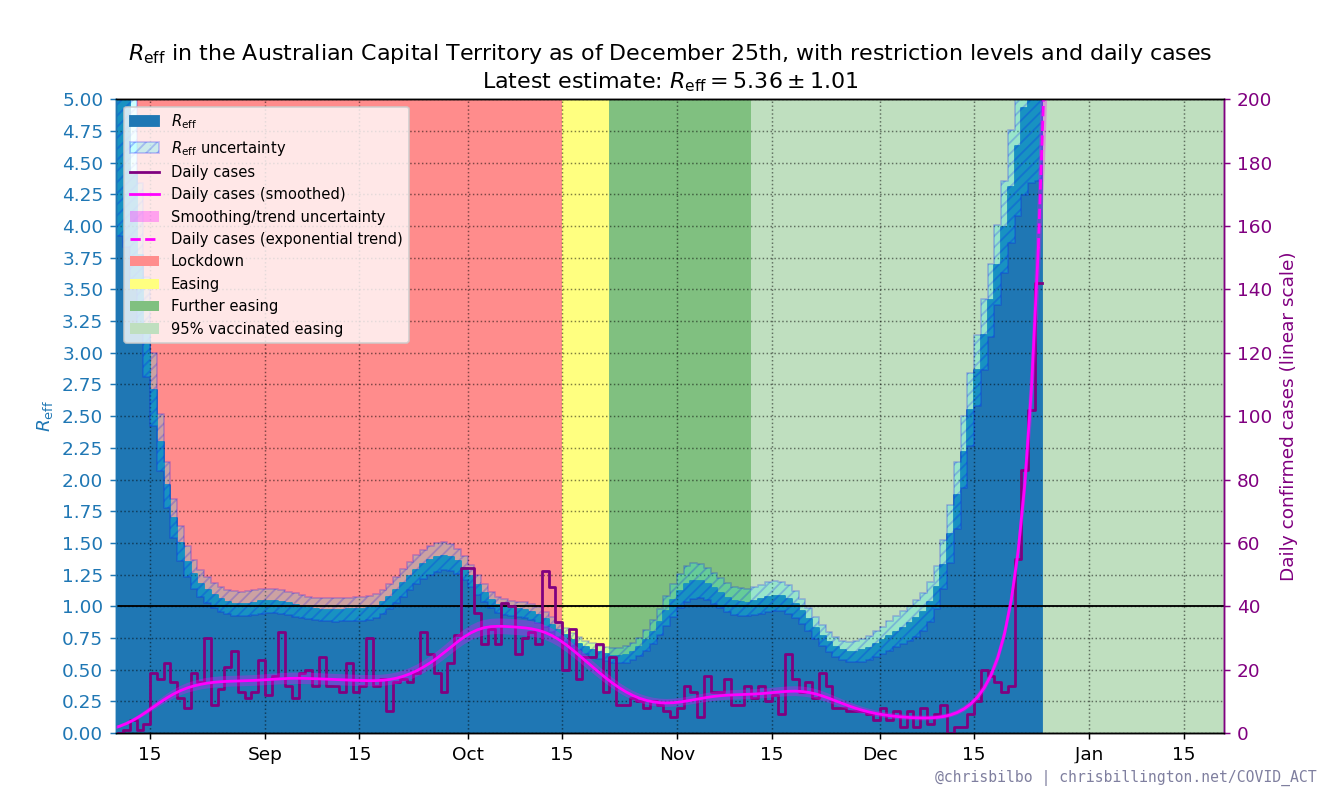 R_eff in the Australian Capital Territory as of December 25th, with restriction levels and daily cases
Latest estimate: R_eff = 5.36 ± 1.01
R_eff
R_eff uncertainty
Daily cases
Daily cases (smoothed)
Smoothing/trend uncertainty
Daily cases (exponential trend)
Lockdown
Easing
Further easing
95% vaccinated easing
5.00
4.75
4.50
4.25
4.00
3.75
3.50
3.25
3.00
2.75
2.50
2.25
2.00
1.75
1.50
1.25
1.00
0.75
0.50
0.25
0.00
R_eff
200
180
160
140
120
100
80
60
40
20
0
Daily confirmed cases (linear scale)
15 Sep 15 Oct 15 Nov 15 Dec 15 Jan 15
@chrisbilbo | chrisbillington.net/COVID_ACT